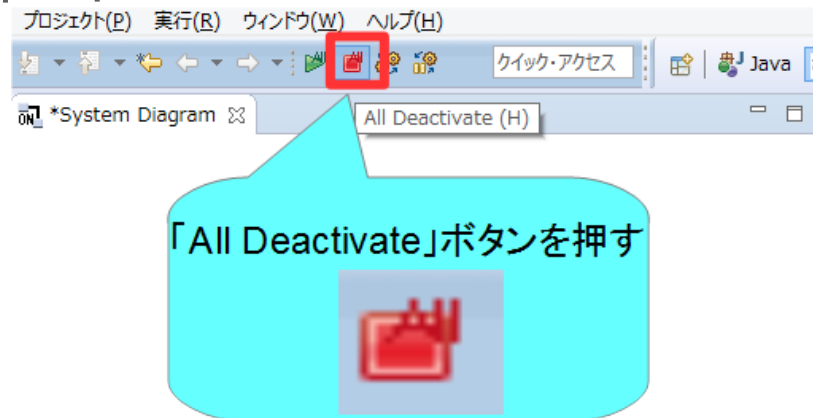 プロジェクト(P) 実行(R) ウィンドウ(W) ヘルプ(H)
クイック・アクセス Java
ON *System Diagram
All Deactivate (H)
「All Deactivate」ボタンを押す